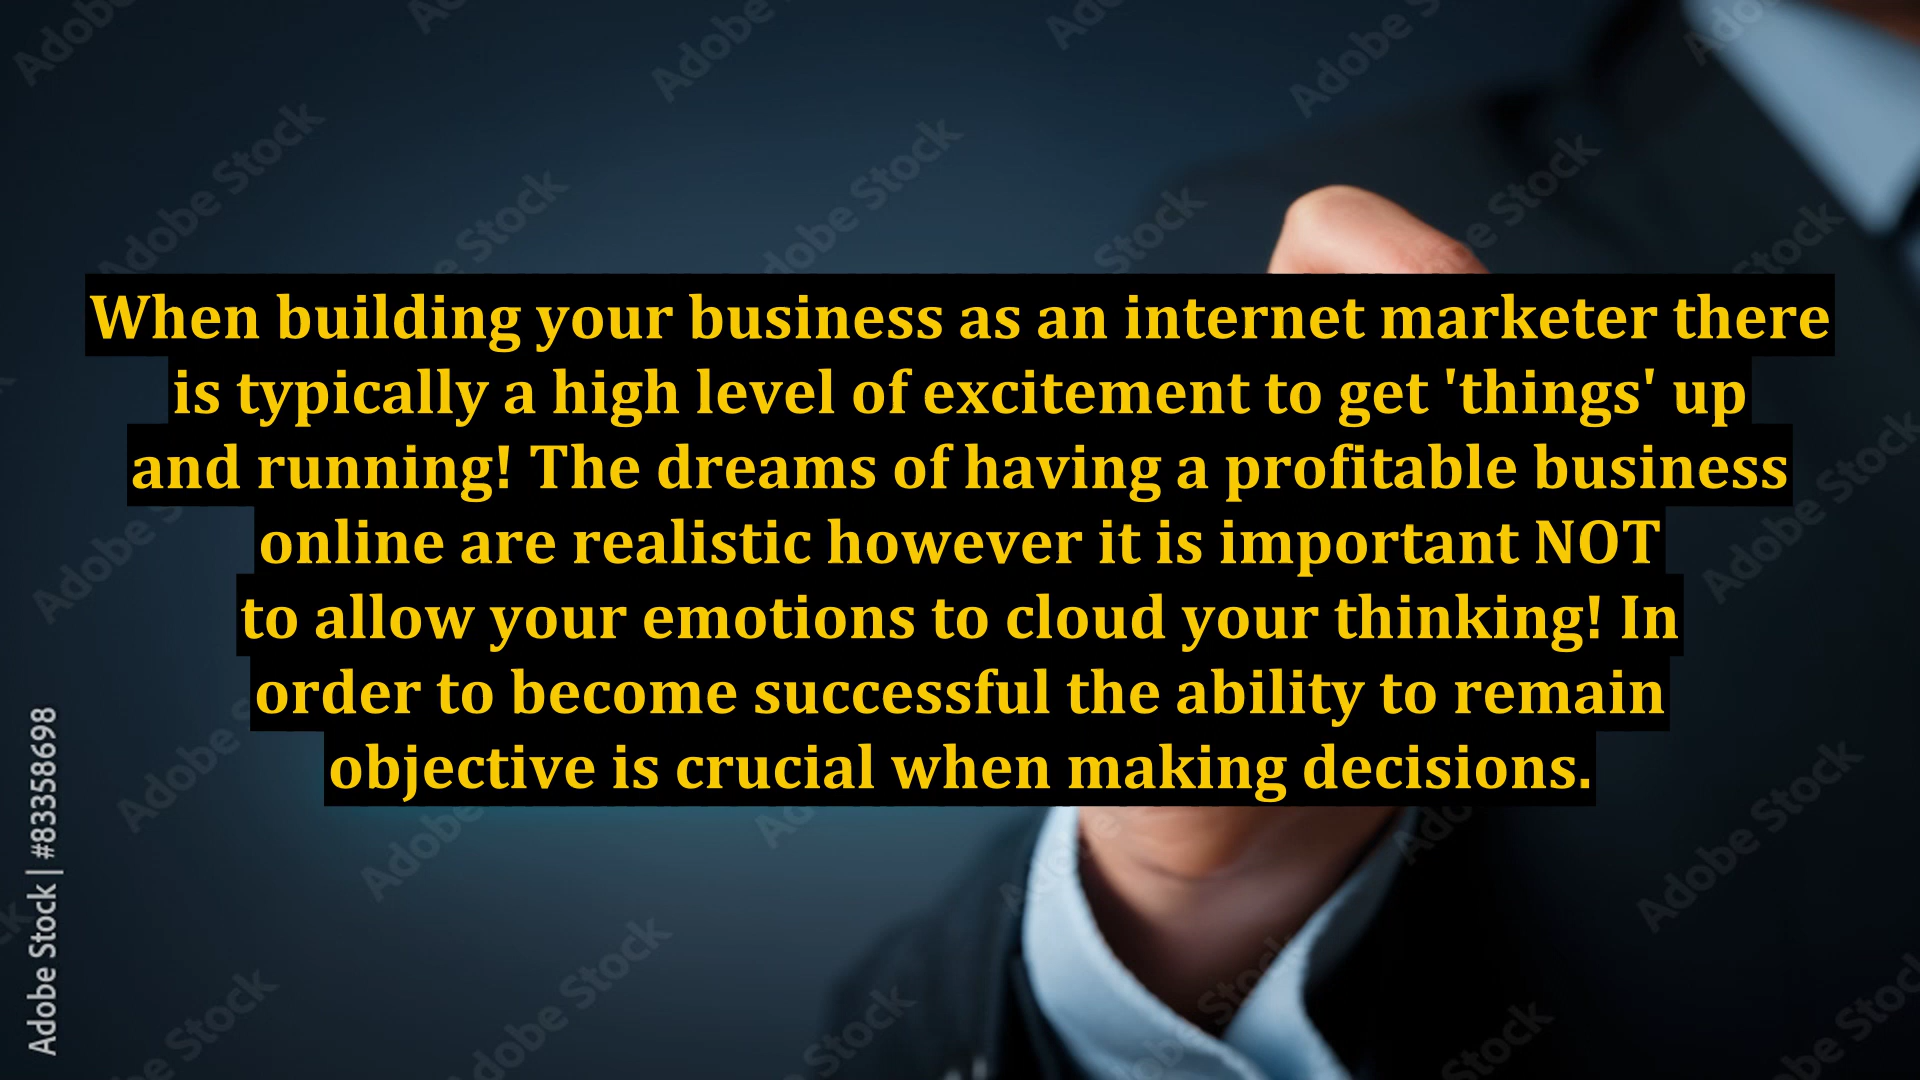 When building your business as an internet marketer there
is typically a high level of excitement to get 'things' up
and running! The dreams of having a profitable business
online are realistic however it is important NOT
to allow your emotions to cloud your thinking! In
order to become successful the ability to remain
objective is crucial when making decisions.
Adobe Stock | #83358698
Adobe Stock